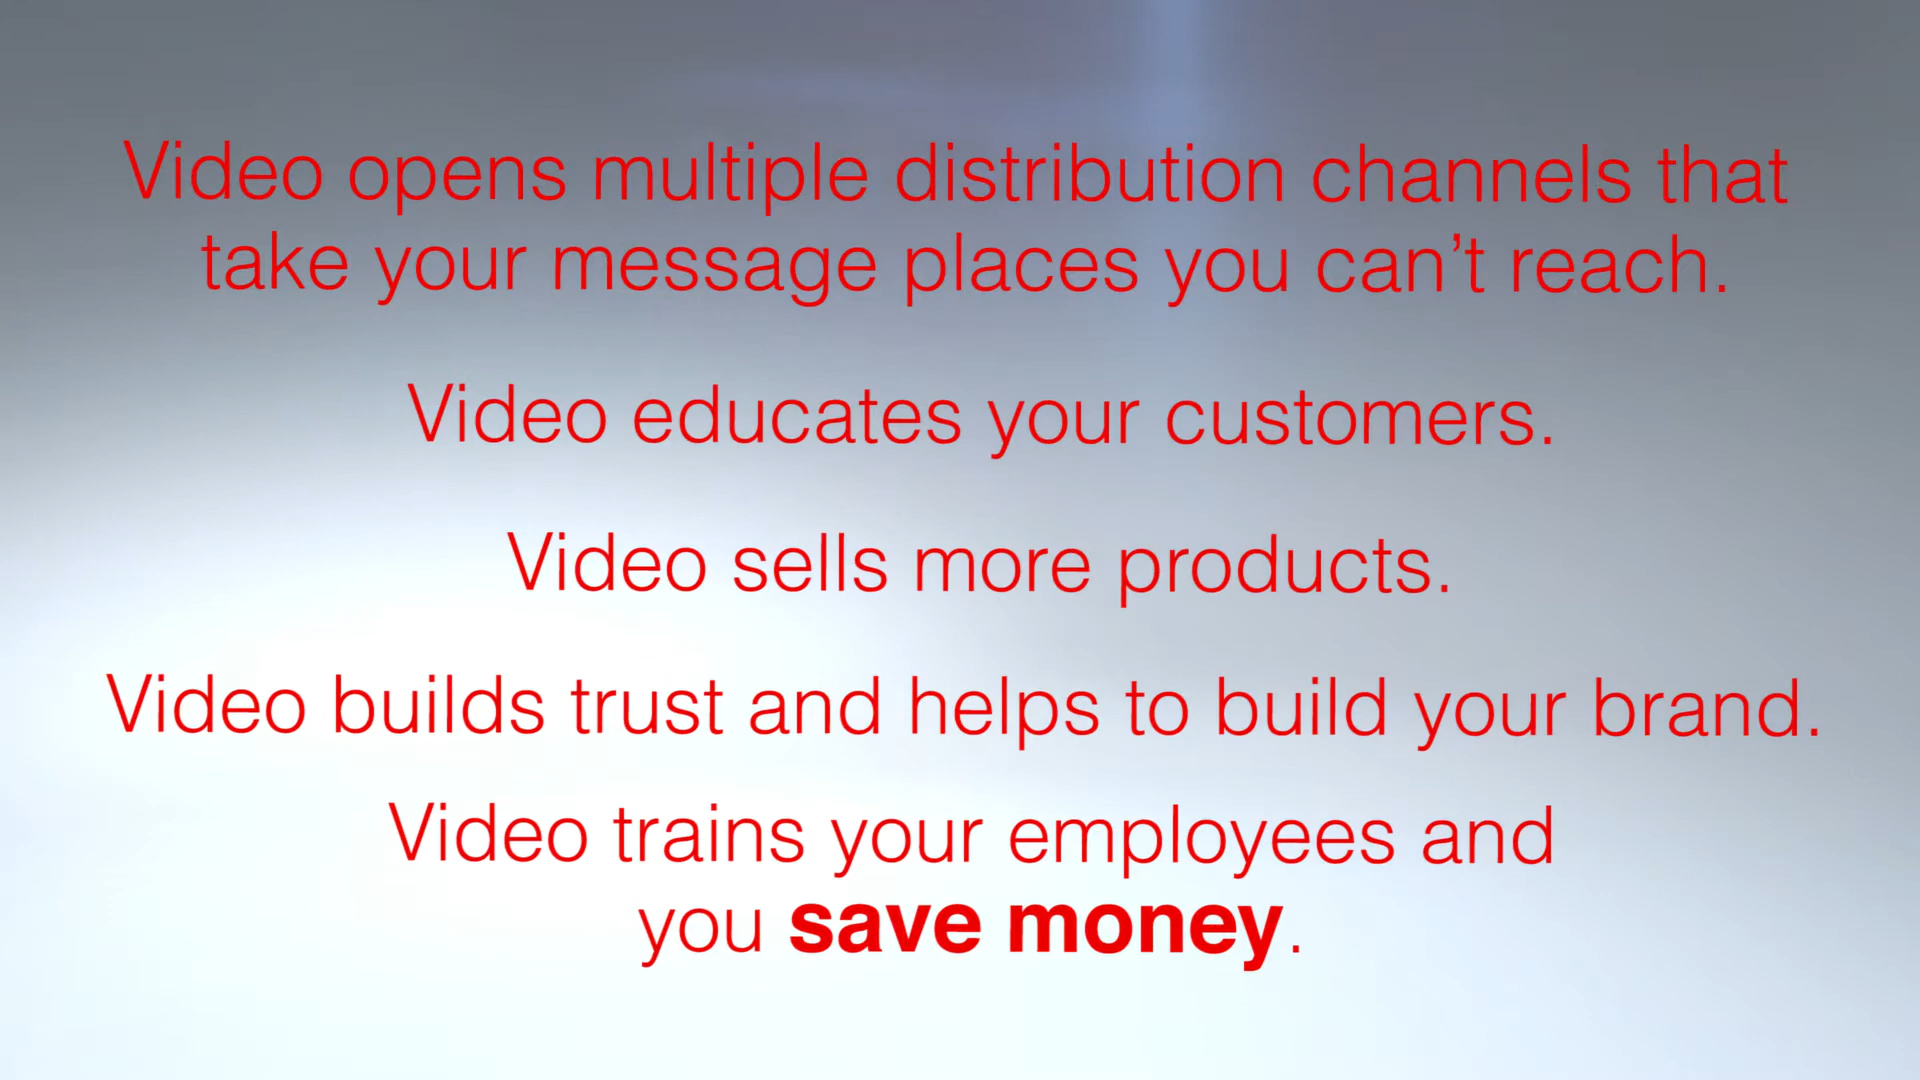 Video opens multiple distribution channels that
take your message places you can’t reach.
Video educates your customers.
Video sells more products.
Video builds trust and helps to build your brand.
Video trains your employees and
you save money.